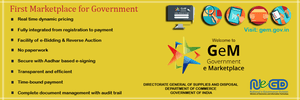 First Marketplace for Government
Real time dynamic pricing
Fully integrated from registration to payment
Facility of e-Bidding & Reverse Auction
No paperwork
Secure with Aadhar based e-signing
Transparent and efficient
Time-bound payment
Complete document management with audit trail
GeM
Visit: gem.gov.in
Welcome to
GeM
Government
e Marketplace
DIRECTORATE GENERAL OF SUPPLIES AND DISPOSAL
DEPARTMENT OF COMMERCE
GOVERNMENT OF INDIA
NeGD